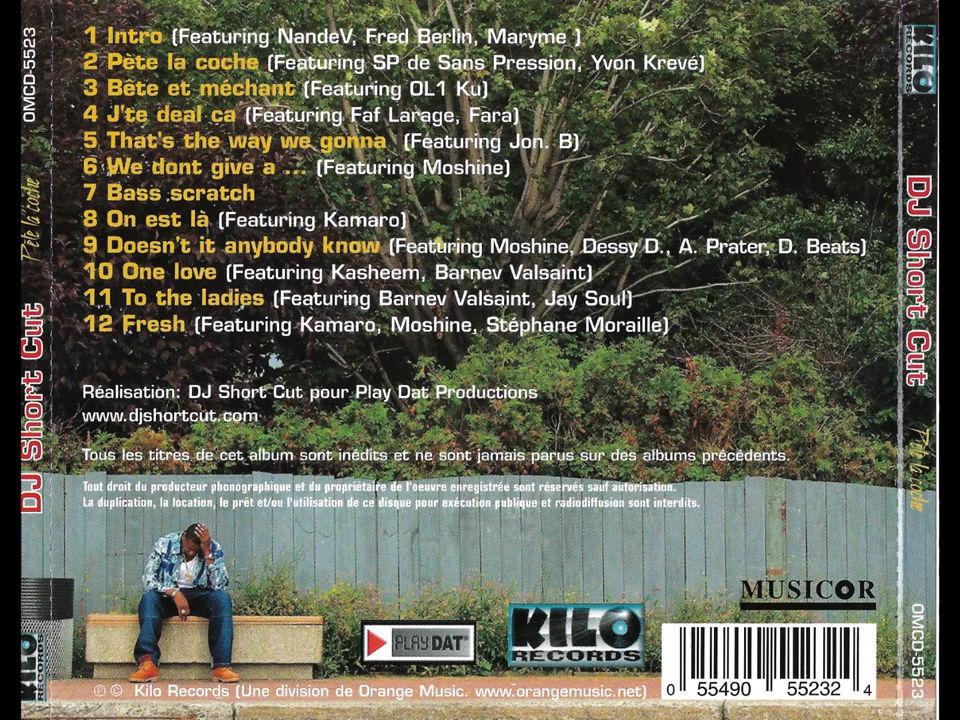 1 Intro (Featuring NandeV, Fred Berlin, Maryme )
2 Pète la coche (Featuring SP de Sans Pression, Yvon Krevé)
3 Bête et méchant (Featuring OL1 Ku)
4 J'te deal ca (Featuring Faf Larage, Fara)
5 That's the way we gonna (Featuring Jon. B)
6 We dont give a ... (Featuring Moshine)
7 Bass scratch
8 On est là (Featuring Kamaro)
9 Doesn't it anybody know (Featuring Moshine, Dessy D., A. Prater, D. Beats)
10 One love (Featuring Kasheem, Barnev Valsaint)
11 To the ladies (Featuring Barnev Valsaint, Jay Soul)
12 Fresh (Featuring Kamaro, Moshine, Stéphane Moraille)
Réalisation: DJ Short Cut pour Play Dat Productions
www.djshortcut.com
Tous les titres de cet album sont inédits et ne sont jamais parus sur des albums précédents.
Tout droit du producteur phonographique et du propriétaire de l'oeuvre enregistrée sont réservés sauf autorisation.
La duplication, la location, le prêt et/ou l'utilisation de ce disque pour exécution publique et radiodiffusion sont interdits.
MUSICOR
PLAY DAT
KILO
RECORDS
0 55490 55232 4
℗ © Kilo Records (Une division de Orange Music. www.orangemusic.net)
OMCD-5523
Pète la coche
DJ Short Cut
KILO
RECORDS
KILO
RECORDS
DJ Short Cut
Pète la coche
OMCD-5523